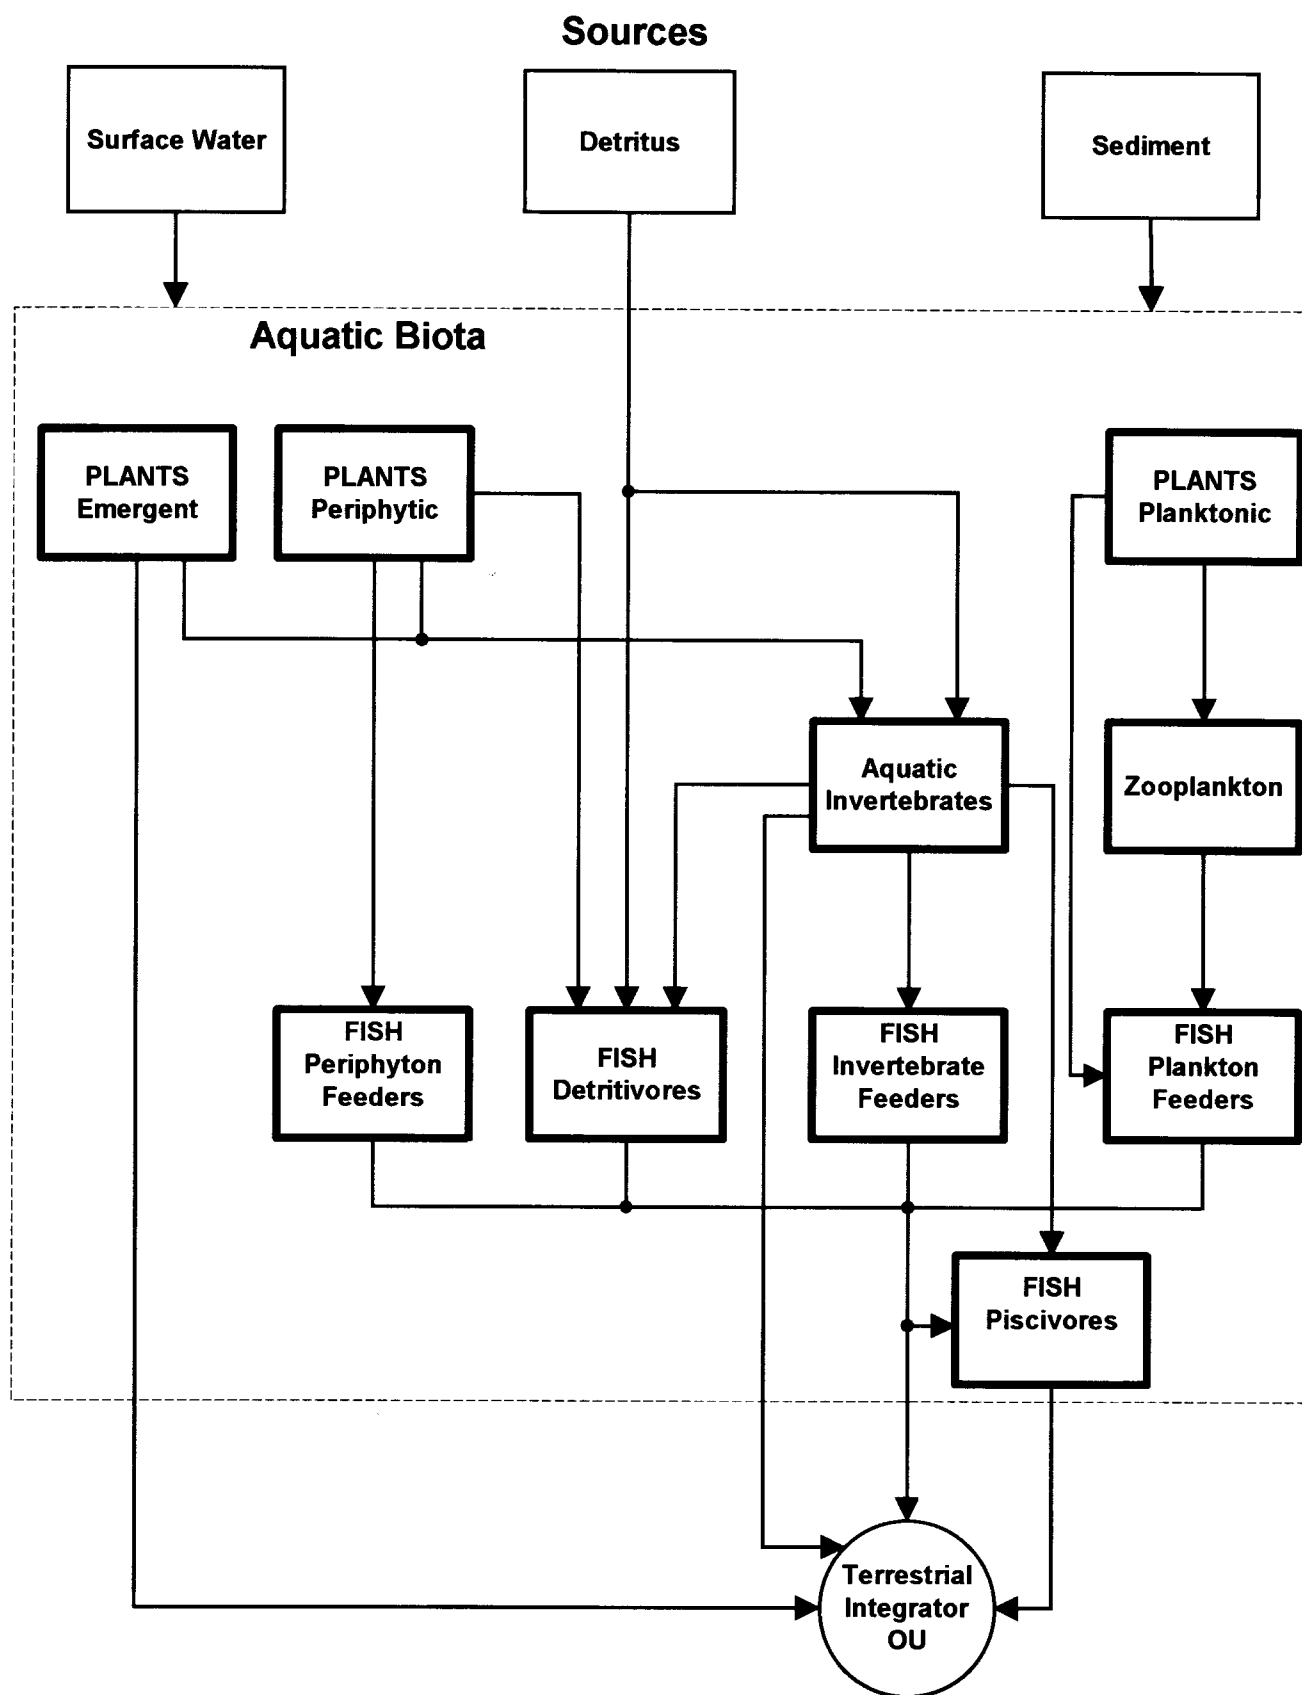 Sources
Surface Water
Detritus
Sediment
Aquatic Biota
PLANTS
Emergent
PLANTS
Periphytic
PLANTS
Planktonic
Aquatic
Invertebrates
Zooplankton
FISH
Periphyton
Feeders
FISH
Detritivores
FISH
Invertebrate
Feeders
FISH
Plankton
Feeders
FISH
Piscivores
Terrestrial
Integrator
OU